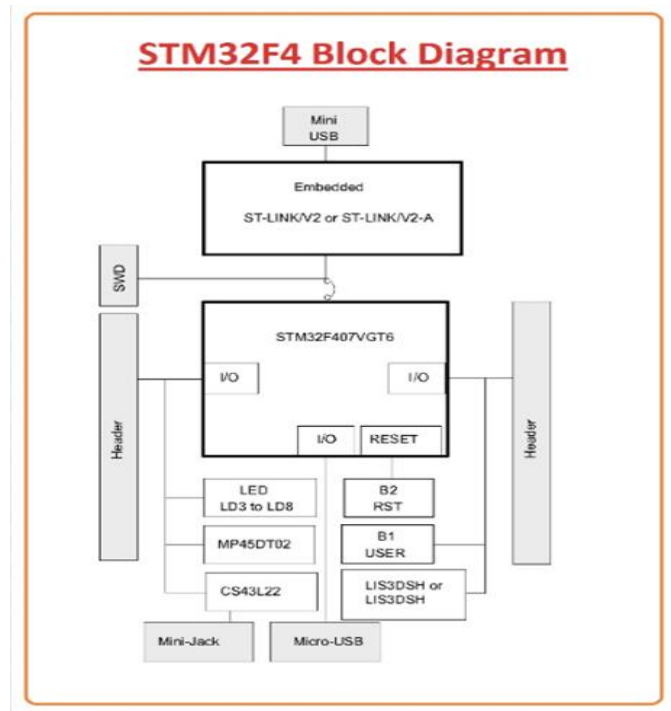 STM32F4 Block Diagram
Mini
USB
Embedded
ST-LINK/V2 or ST-LINK/V2-A
SWD
STM32F407VGT6
I/O
I/O
Header
Header
I/O
RESET
LED
LD3 to LD8
B2
RST
MP45DT02
B1
USER
CS43L22
LIS3DSH or
LIS3DSH
Mini-Jack
Micro-USB